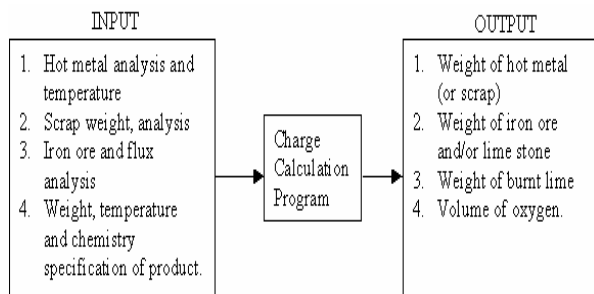 INPUT
1. Hot metal analysis and
temperature
2. Scrap weight, analysis
3. Iron ore and flux
analysis
4. Weight, temperature
and chemistry
specification of product.
Charge
Calculation
Program
OUTPUT
1. Weight of hot metal
(or scrap)
2. Weight of iron ore
and/or lime stone
3. Weight of burnt lime
4. Volume of oxygen.